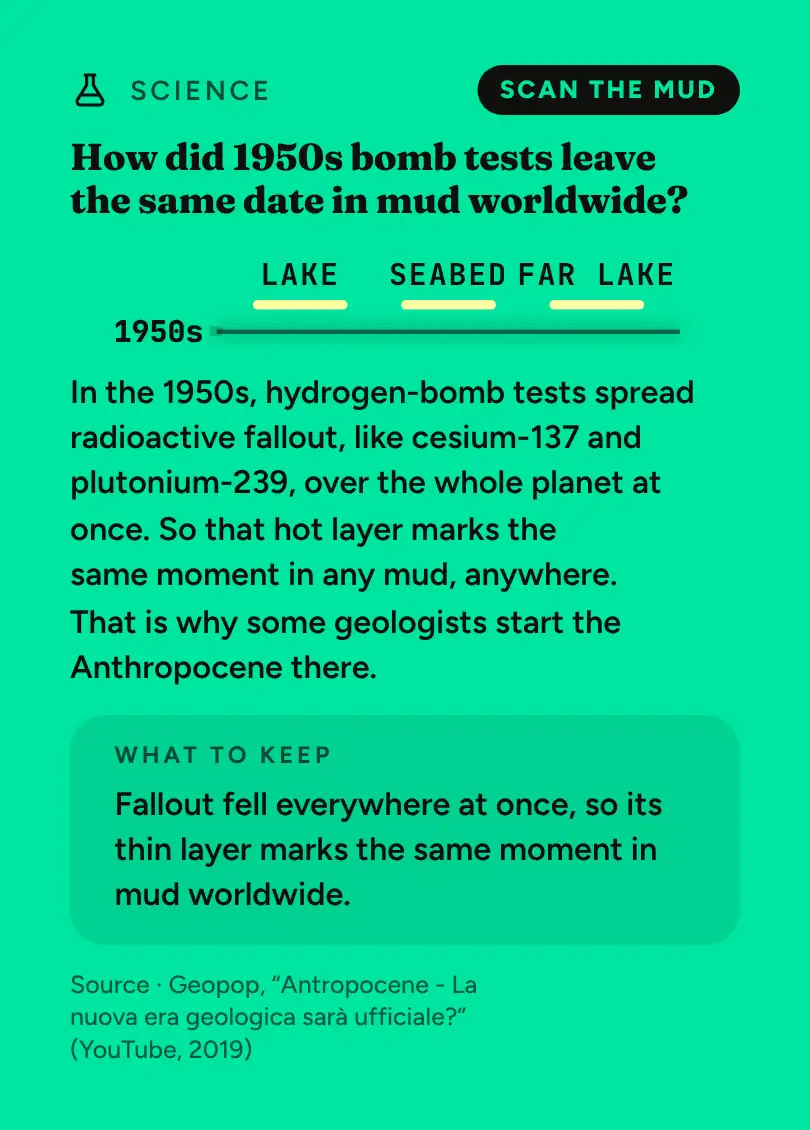 SCIENCE
SCAN THE MUD
How did 1950s bomb tests leave
the same date in mud worldwide?
LAKE SEABED FAR LAKE
1950s
In the 1950s, hydrogen-bomb tests spread
radioactive fallout, like cesium-137 and
plutonium-239, over the whole planet at
once. So that hot layer marks the
same moment in any mud, anywhere.
That is why some geologists start the
Anthropocene there.
WHAT TO KEEP
Fallout fell everywhere at once, so its
thin layer marks the same moment in
mud worldwide.
Source · Geopop, “Antropocene - La
nuova era geologica sarà ufficiale?”
(YouTube, 2019)